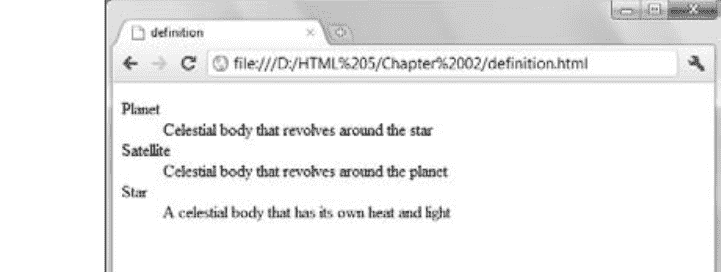 definition
file:///D:/HTML%205/Chapter%2002/definition.html
Planet
Celestial body that revolves around the star
Satellite
Celestial body that revolves around the planet
Star
A celestial body that has its own heat and light